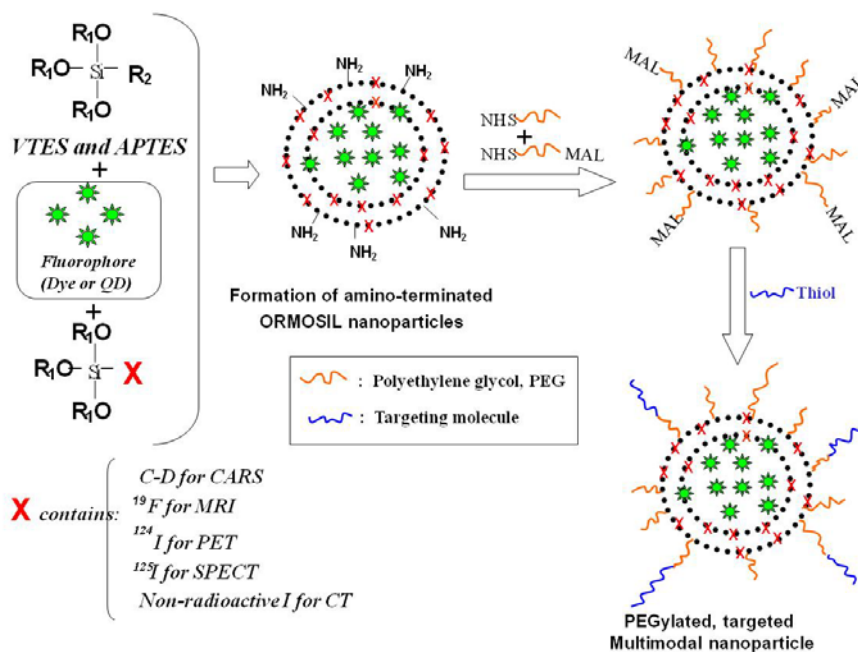 R₁O
R₁O-Si-R₂
R₁O
VTES and APTES
+
Fluorophore
(Dye or QD)
+
R₁O
R₁O-Si-X
R₁O
X contains:
C-D for CARS
¹⁹F for MRI
¹²⁴I for PET
¹²⁵I for SPECT
Non-radioactive I for CT
NH₂
NH₂
NH₂
NH₂
NH₂
NH₂
NH₂
Formation of amino-terminated
ORMOSIL nanoparticles
NHS
+
NHS MAL
MAL
MAL
MAL
MAL
Thiol
: Polyethylene glycol, PEG
: Targeting molecule
PEGylated, targeted
Multimodal nanoparticle